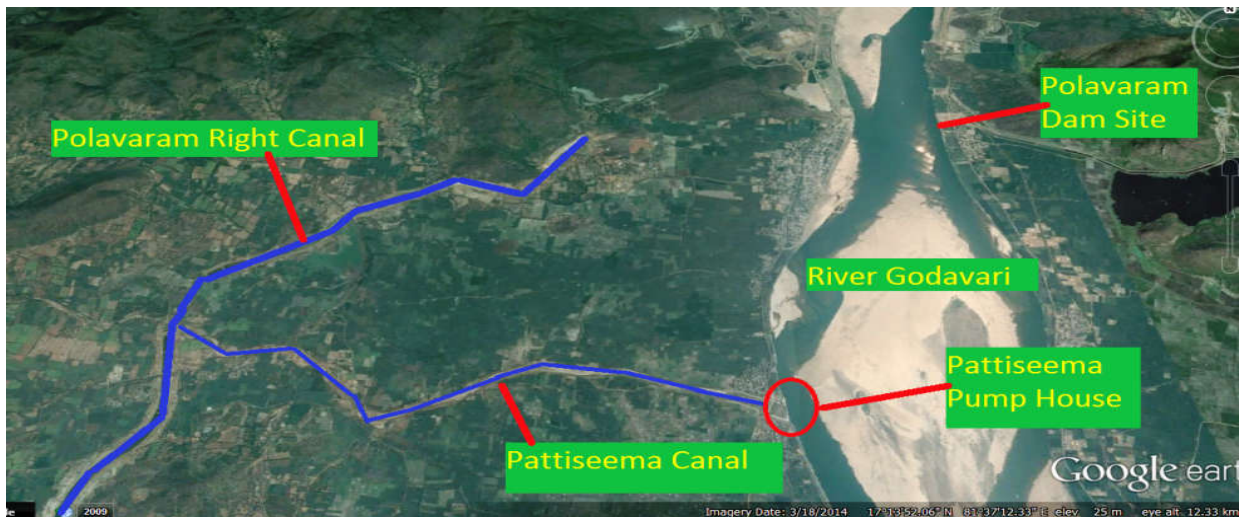 N
Polavaram
Dam Site
Polavaram Right Canal
River Godavari
Pattiseema
Pump House
Pattiseema Canal
Google eart
2009
Imagery Date: 3/18/2014 17°13'52.06" N 81°37'12.33" E elev 25 m eye alt 12.33 km